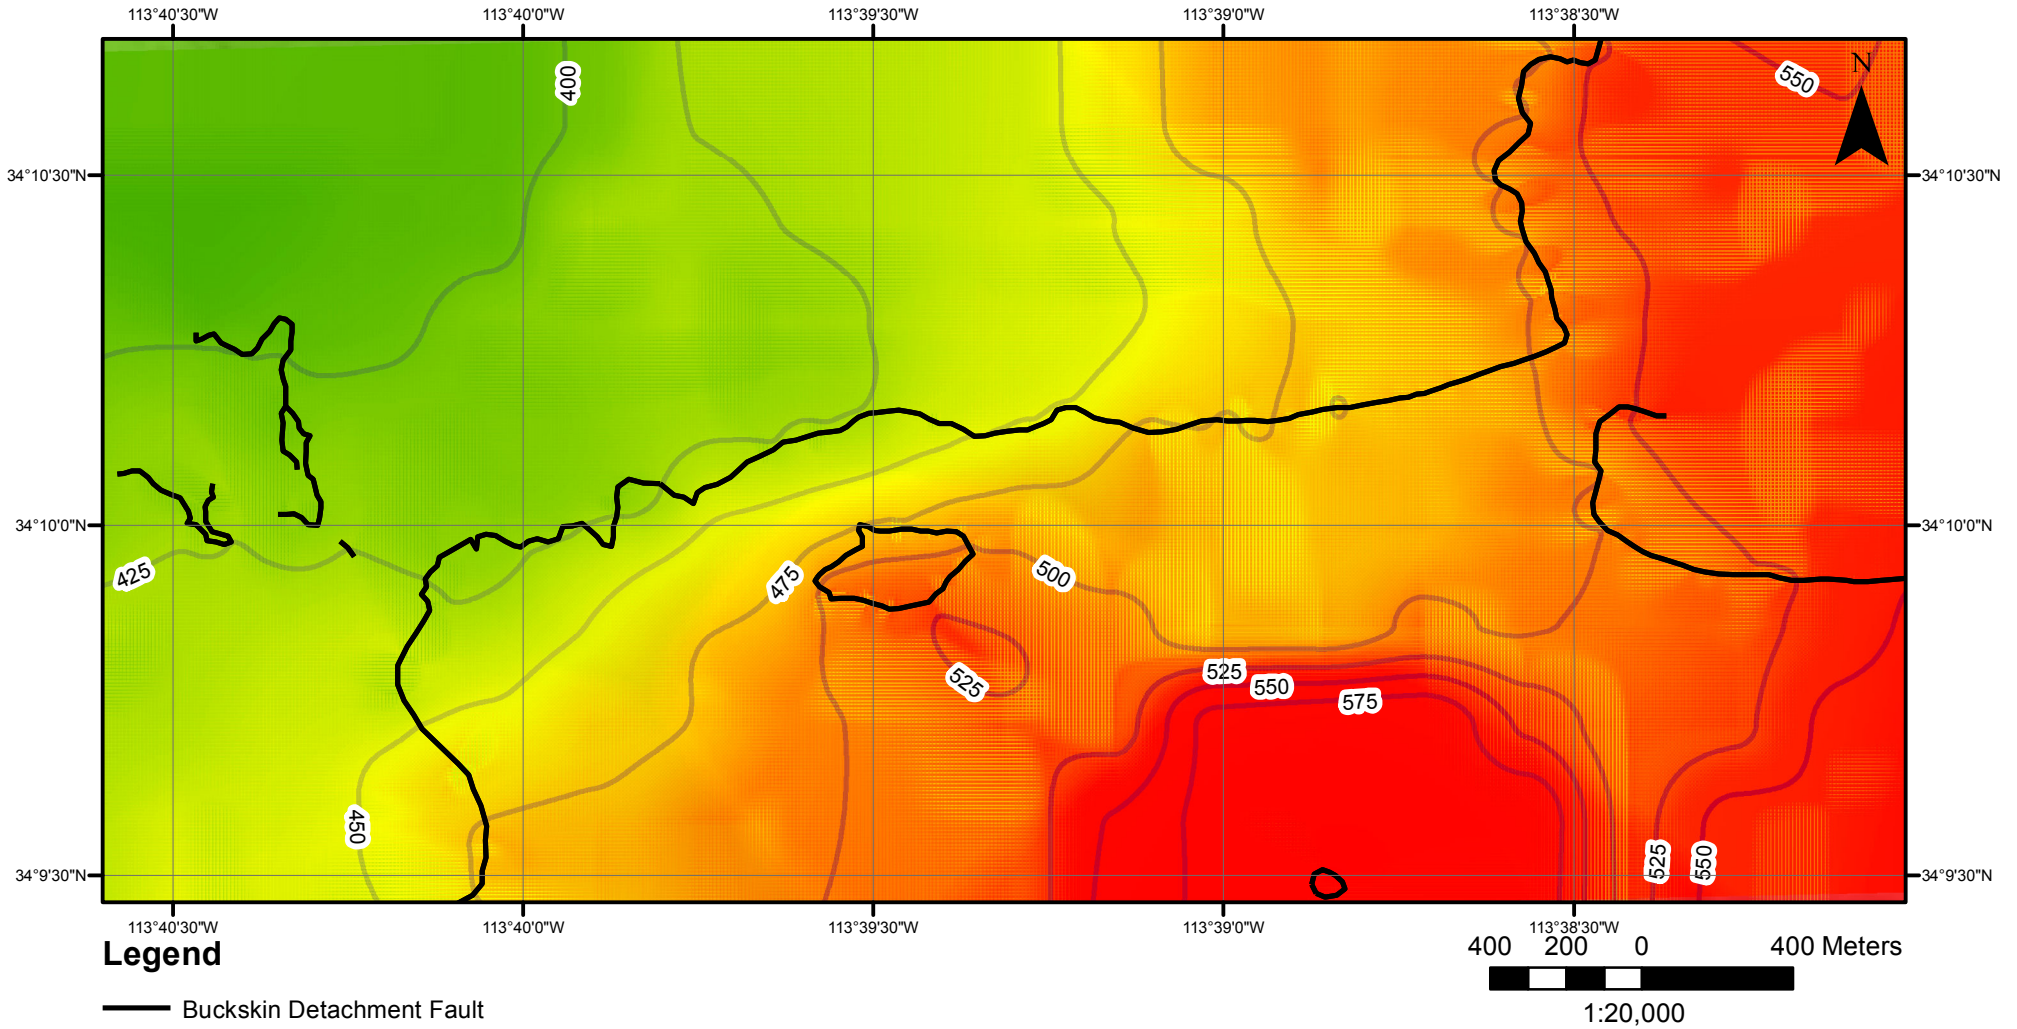 113°40'30"W 113°40'0"W 113°39'30"W 113°39'0"W 113°38'30"W
N
400
550
34°10'30"N 34°10'30"N
34°10'0"N 34°10'0"N
425
475
500
525
525
550
575
450
525
550
34°9'30"N 34°9'30"N
113°40'30"W 113°40'0"W 113°39'30"W 113°39'0"W 113°38'30"W
Legend
400 200 0 400 Meters
Buckskin Detachment Fault
1:20,000